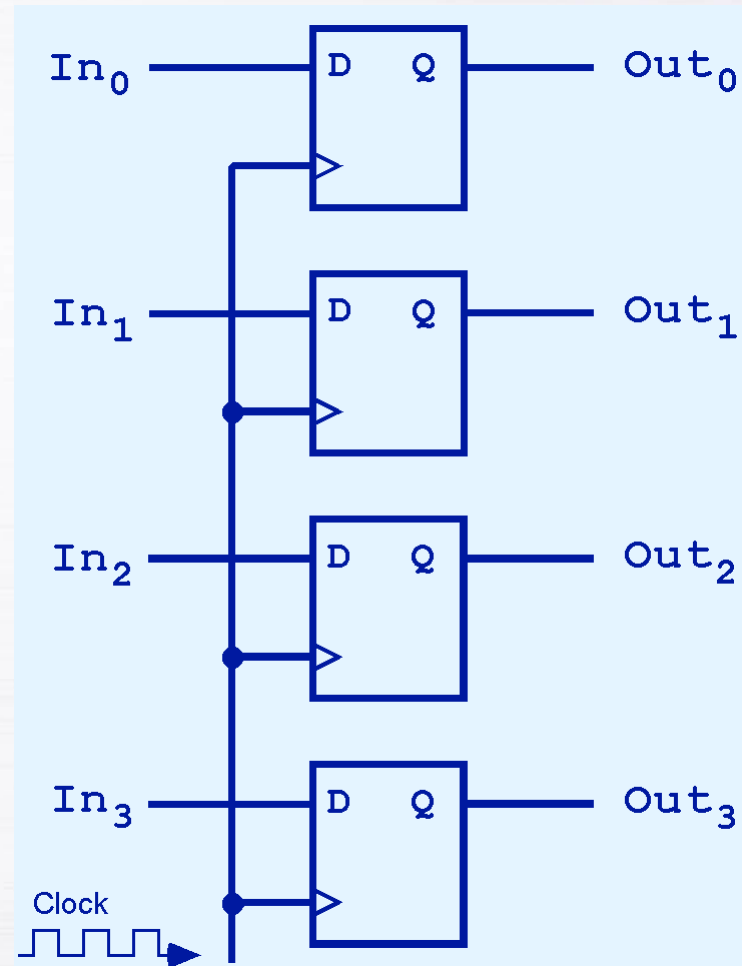 In0 D Q Out0
In1 D Q Out1
In2 D Q Out2
In3 D Q Out3
Clock